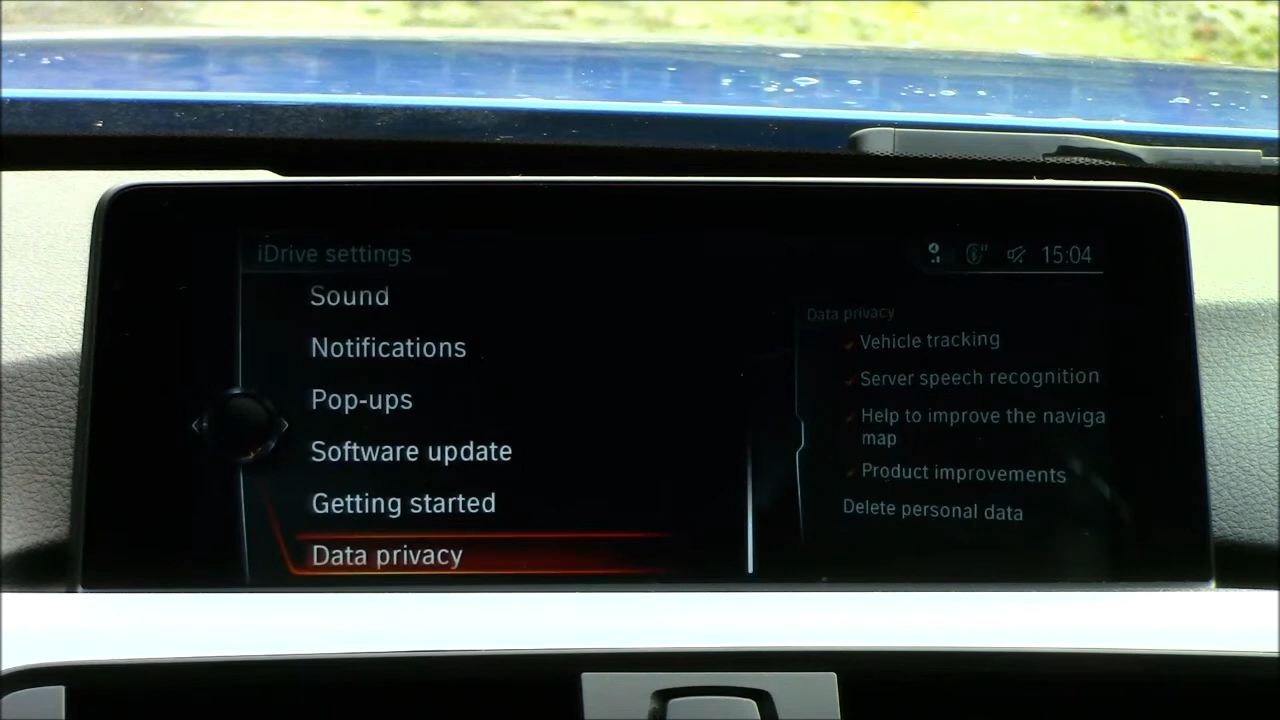 iDrive settings
15:04
Sound
Notifications
Pop-ups
Software update
Getting started
Data privacy
Data privacy
Vehicle tracking
Server speech recognition
Help to improve the naviga
map
Product improvements
Delete personal data